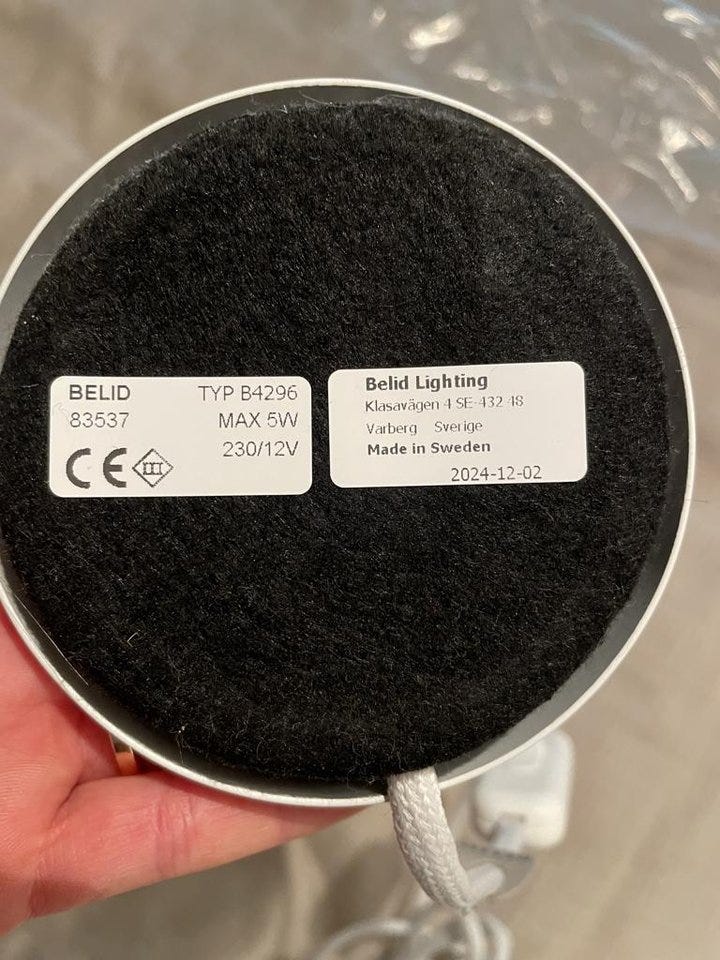 BELID TYP B4296
83537 MAX 5W
230/12V
CE III
Belid Lighting
Klasavägen 4 SE-432 48
Varberg Sverige
Made in Sweden
2024-12-02